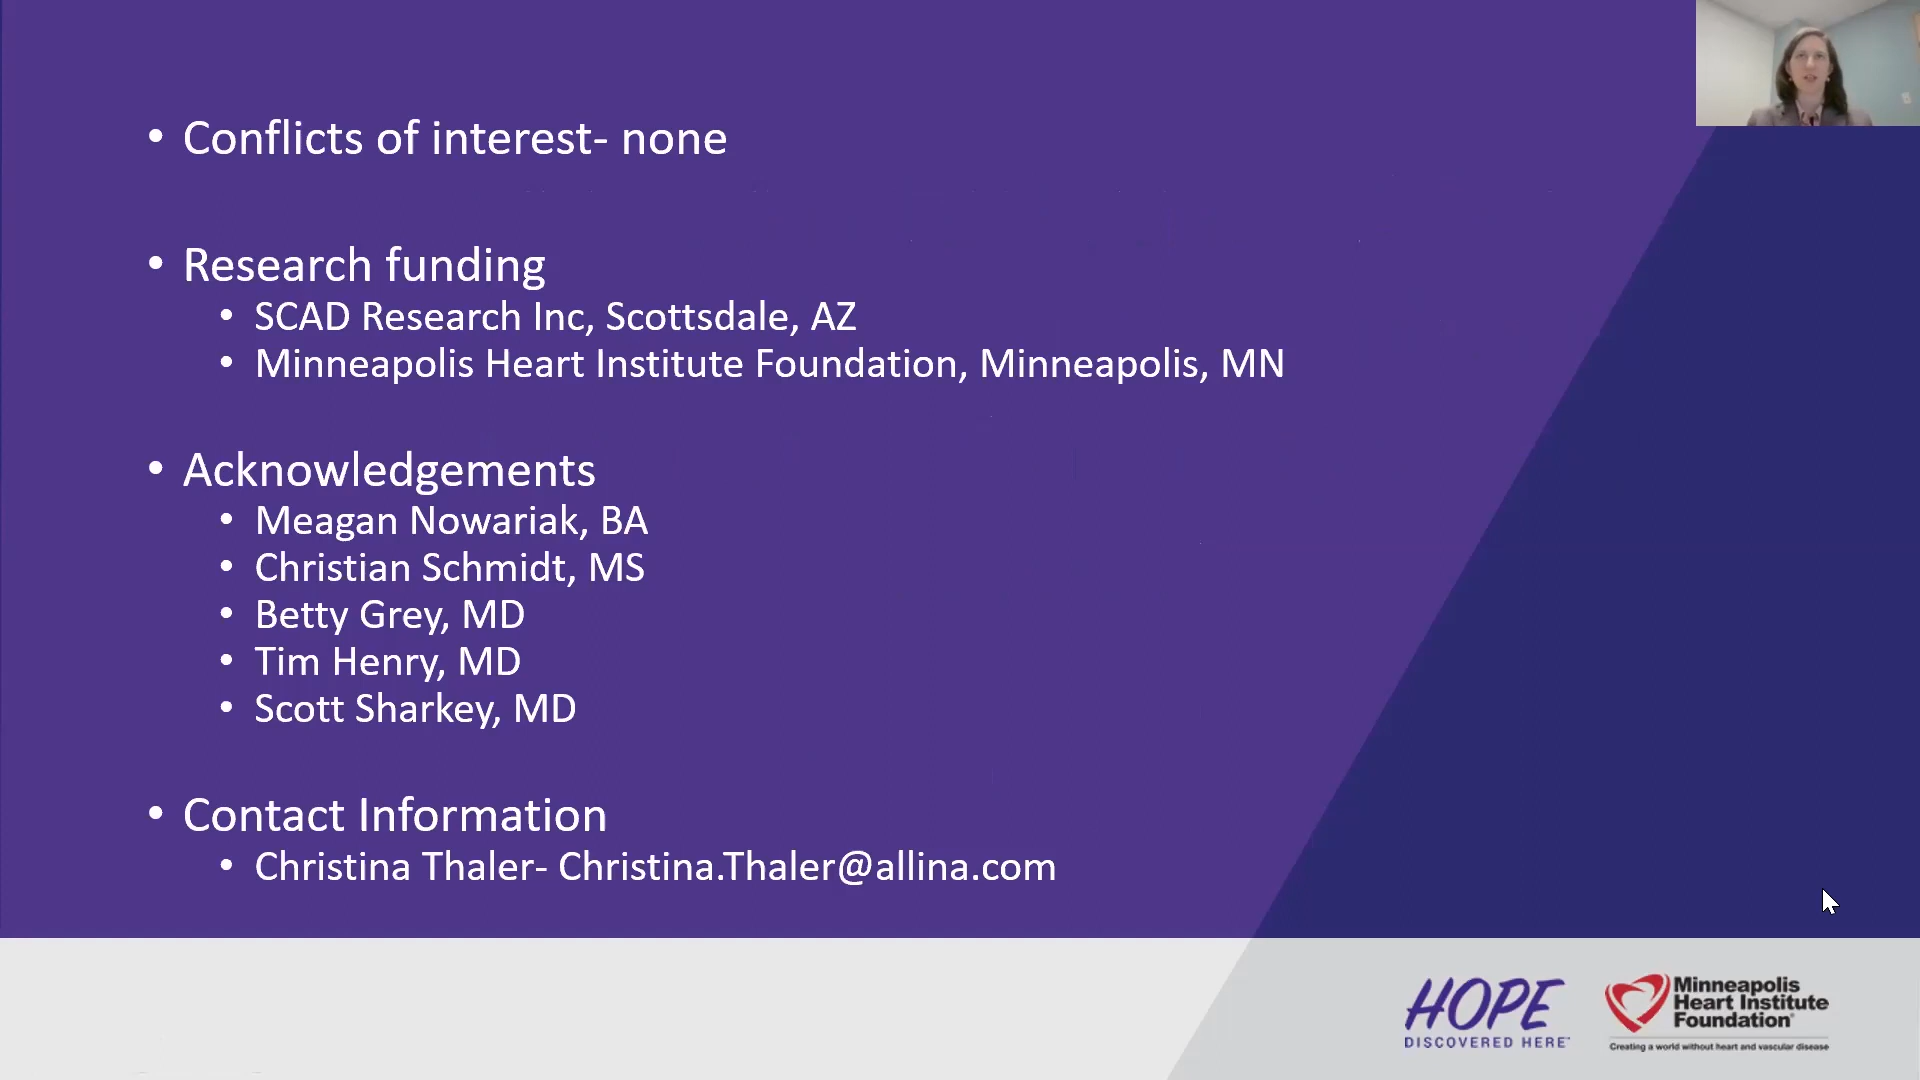 • Conflicts of interest- none
• Research funding
• SCAD Research Inc, Scottsdale, AZ
• Minneapolis Heart Institute Foundation, Minneapolis, MN
• Acknowledgements
• Meagan Nowariak, BA
• Christian Schmidt, MS
• Betty Grey, MD
• Tim Henry, MD
• Scott Sharkey, MD
• Contact Information
• Christina Thaler- Christina.Thaler@allina.com
HOPE
DISCOVERED HERE™
Minneapolis
Heart Institute
Foundation®
Creating a world without heart and vascular disease